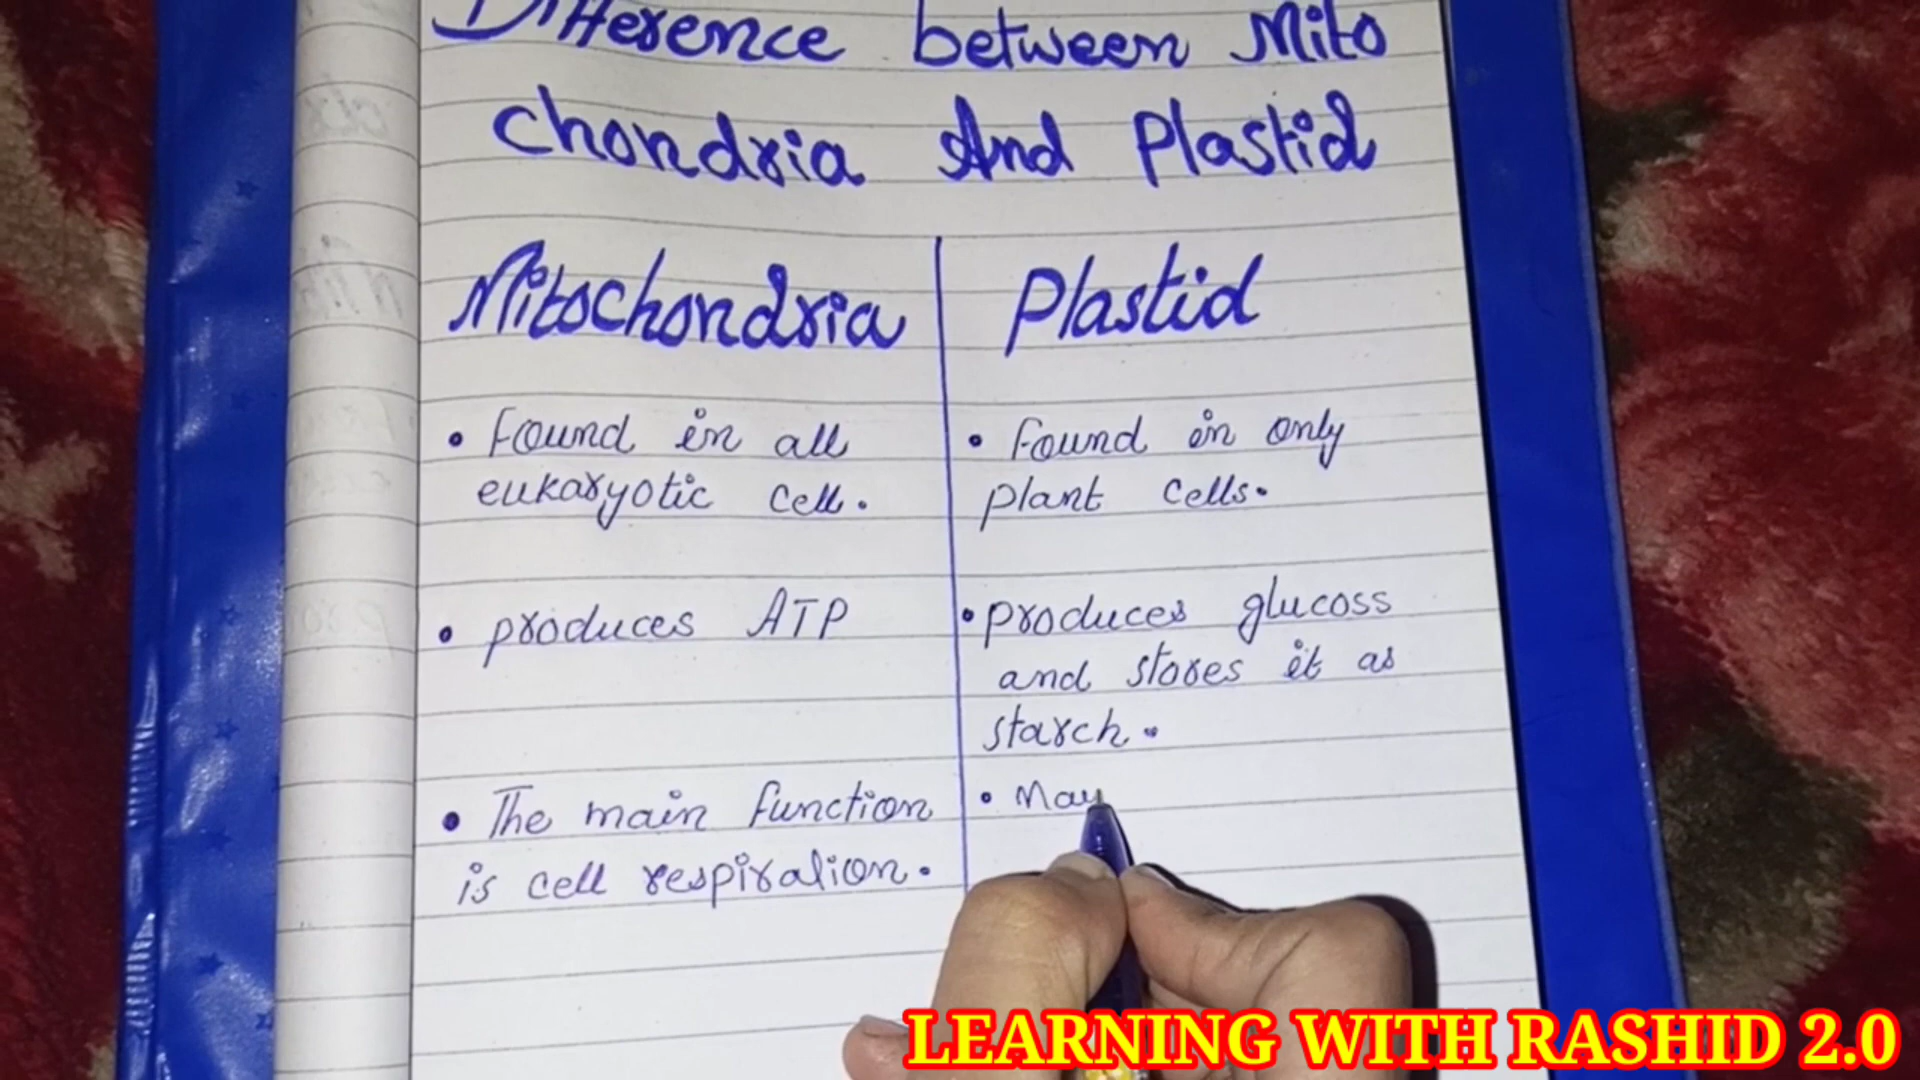 Difference between Mito
chondria And Plastid
Mitochondria
Plastid
• Found in all
eukaryotic cell.
• Found in only
plant cells.
• produces ATP
• produces glucoss
and stores it as
starch.
• The main function
is cell respiration.
• May
LEARNING WITH RASHID 2.0